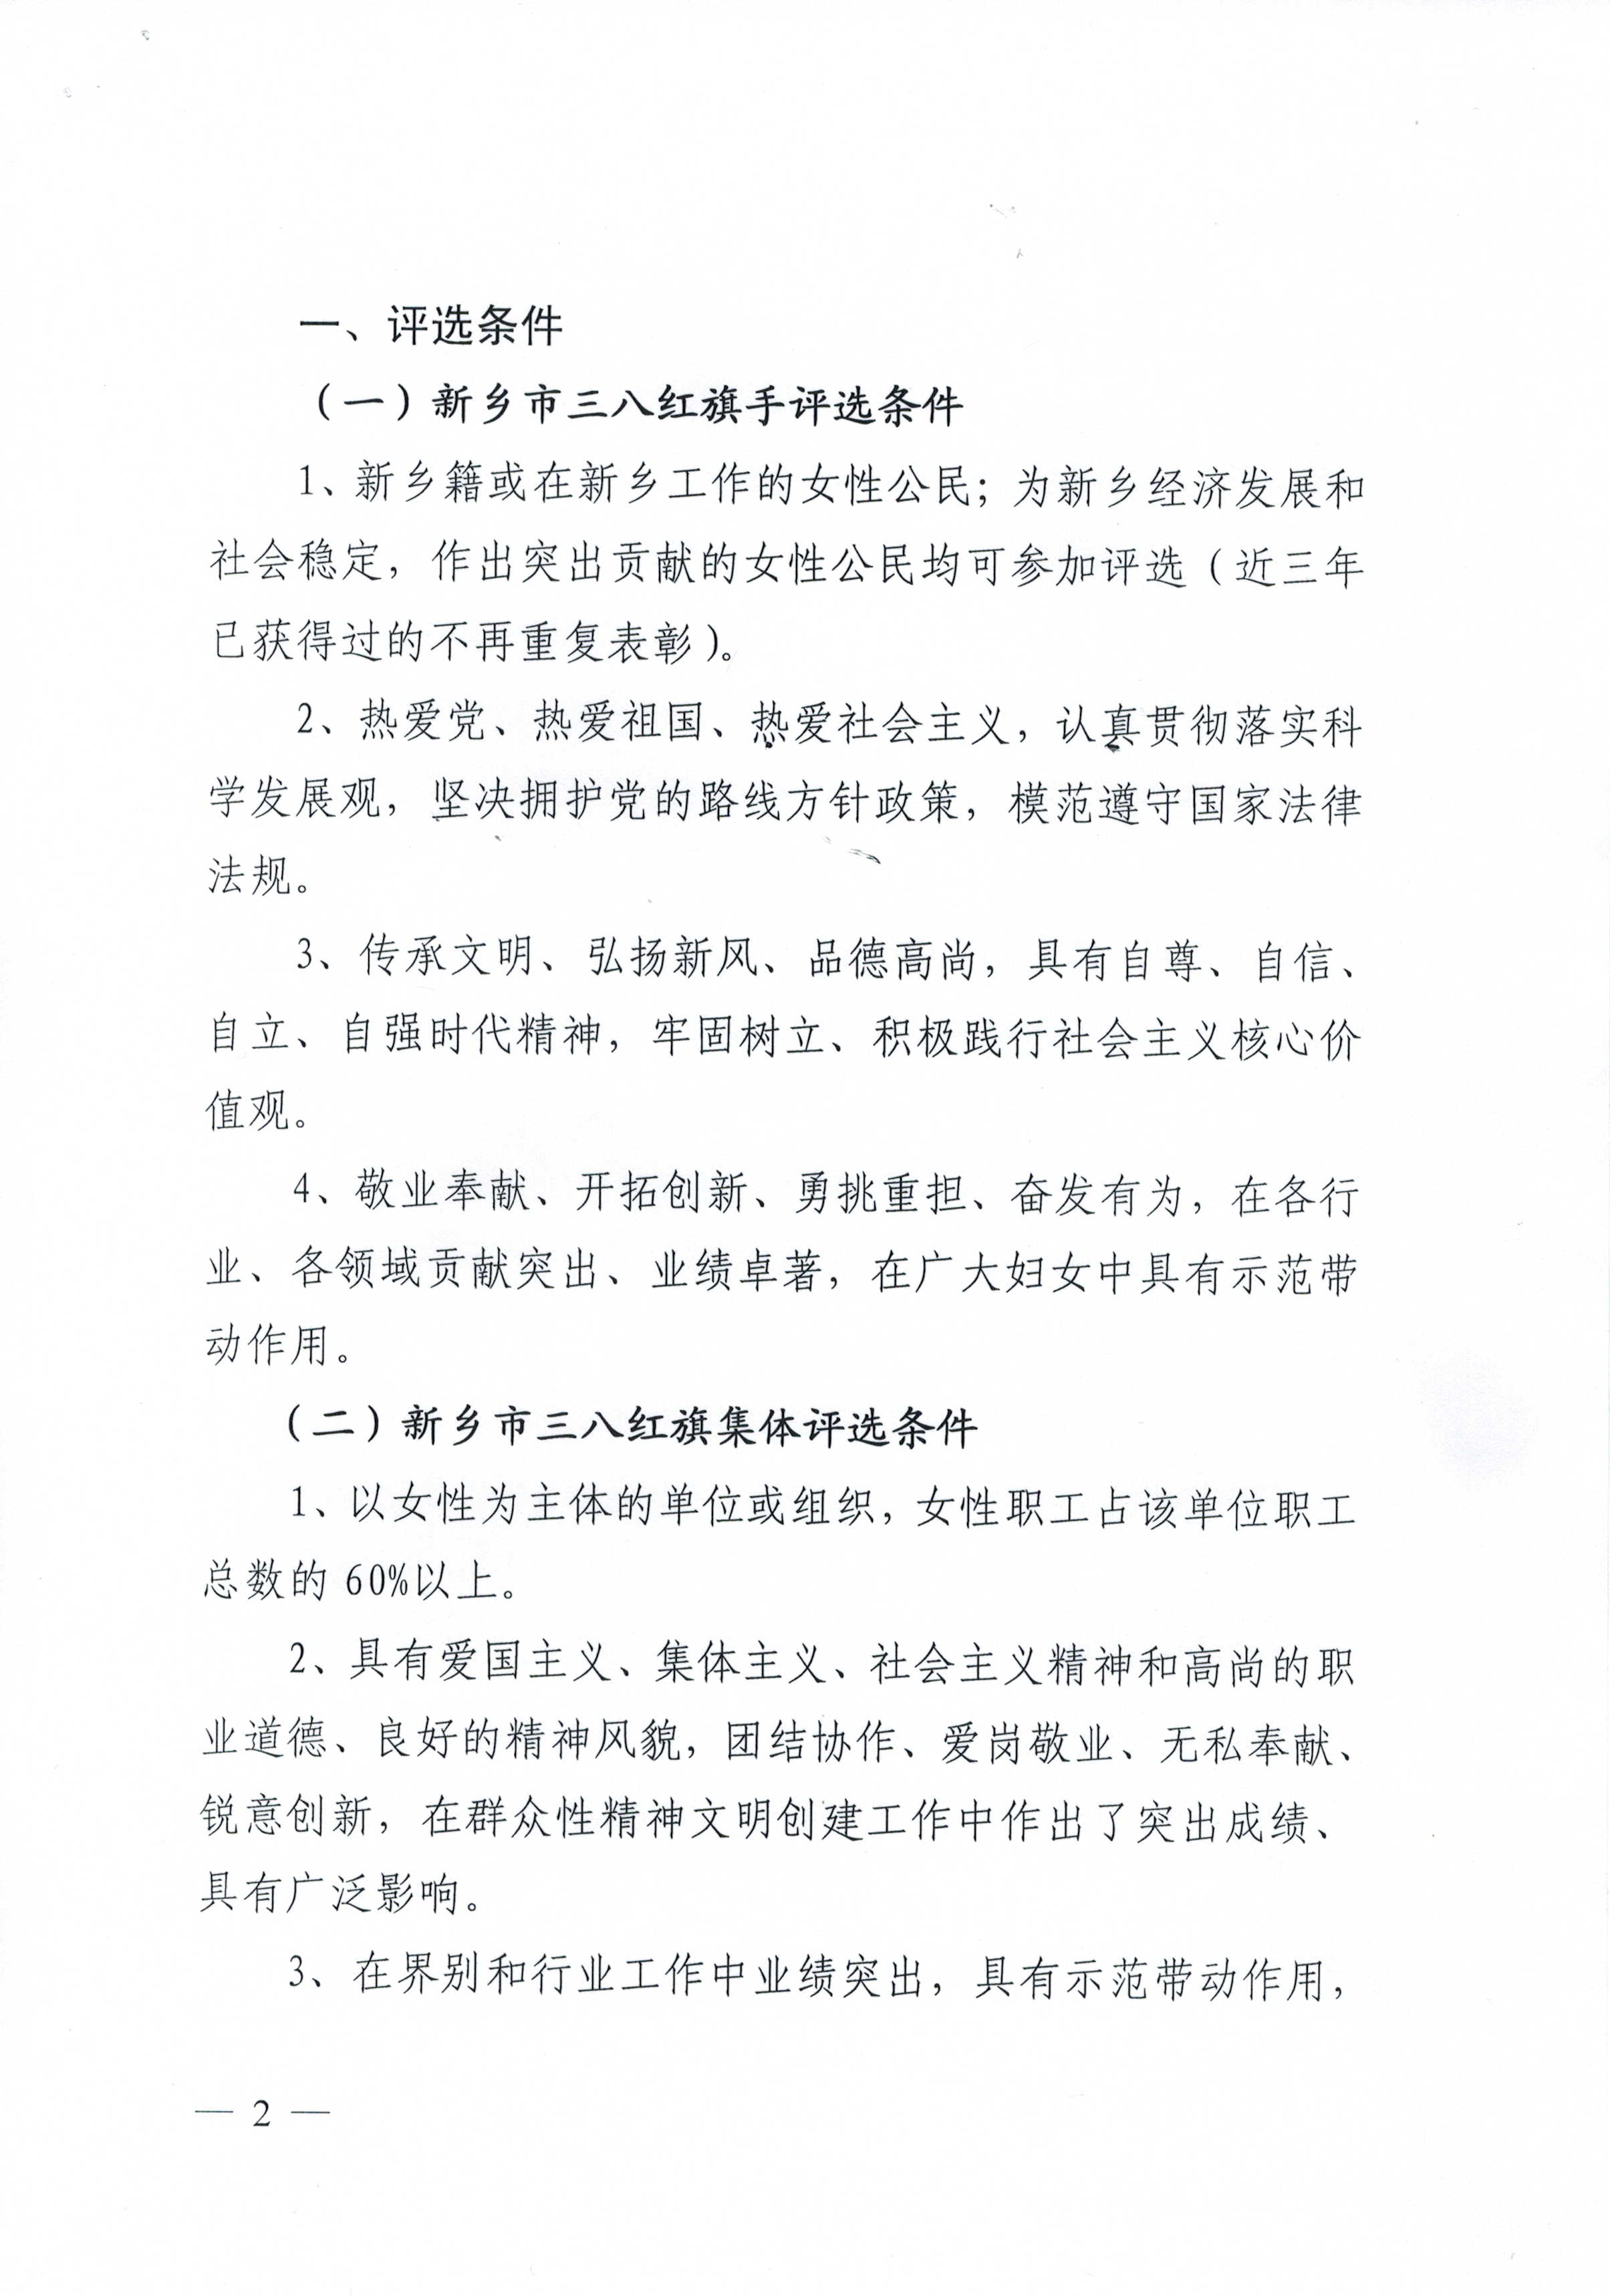 一、评选条件
（一）新乡市三八红旗手评选条件
1、新乡籍或在新乡工作的女性公民；为新乡经济发展和
社会稳定，作出突出贡献的女性公民均可参加评选（近三年
已获得过的不再重复表彰）。
2、热爱党、热爱祖国、热爱社会主义，认真贯彻落实科
学发展观，坚决拥护党的路线方针政策，模范遵守国家法律
法规。
3、传承文明、弘扬新风、品德高尚，具有自尊、自信、
自立、自强时代精神，牢固树立、积极践行社会主义核心价
值观。
4、敬业奉献、开拓创新、勇挑重担、奋发有为，在各行
业、各领域贡献突出、业绩卓著，在广大妇女中具有示范带
动作用。
（二）新乡市三八红旗集体评选条件
1、以女性为主体的单位或组织，女性职工占该单位职工
总数的 60%以上。
2、具有爱国主义、集体主义、社会主义精神和高尚的职
业道德、良好的精神风貌，团结协作、爱岗敬业、无私奉献、
锐意创新，在群众性精神文明创建工作中作出了突出成绩、
具有广泛影响。
3、在界别和行业工作中业绩突出，具有示范带动作用，
— 2 —